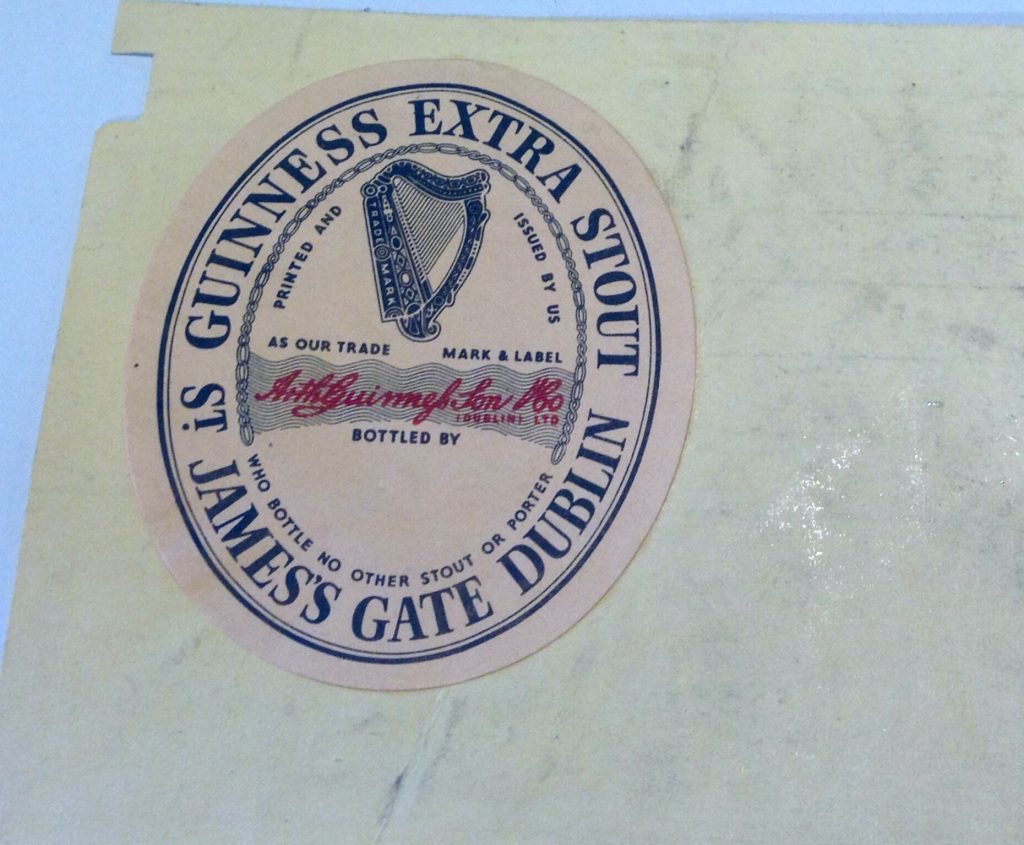 GUINNESS EXTRA STOUT
PRINTED AND
ISSUED BY US
TRADE MARK
AS OUR TRADE MARK & LABEL
Arth Guinness Son & Co
(DUBLIN) LTD
BOTTLED BY
WHO BOTTLE NO OTHER STOUT OR PORTER
St. JAMES'S GATE DUBLIN